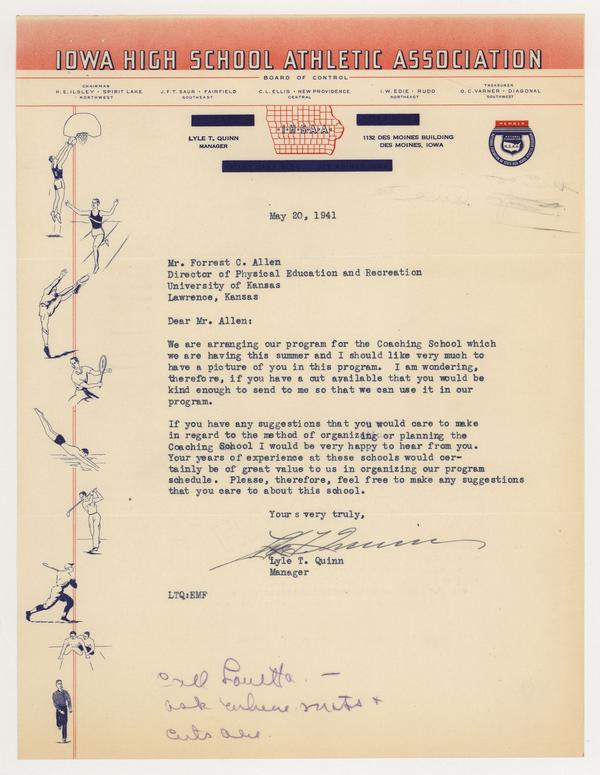 IOWA HIGH SCHOOL ATHLETIC ASSOCIATION
BOARD OF CONTROL
CHAIRMAN
H. E. ILSLEY • SPIRIT LAKE
NORTHWEST
J. F. T. SAUR • FAIRFIELD
SOUTHEAST
C. L. ELLIS • NEW PROVIDENCE
CENTRAL
I. W. EDIE • RUDD
NORTHEAST
TREASURER
O. C. VARNER • DIAGONAL
SOUTHWEST
LYLE T. QUINN
MANAGER
I•H•S•A•A
1132 DES MOINES BUILDING
DES MOINES, IOWA
MEMBER
May 20, 1941
Mr. Forrest C. Allen
Director of Physical Education and Recreation
University of Kansas
Lawrence, Kansas
Dear Mr. Allen:
We are arranging our program for the Coaching School which
we are having this summer and I should like very much to
have a picture of you in this program. I am wondering,
therefore, if you have a cut available that you would be
kind enough to send to me so that we can use it in our
program.
If you have any suggestions that you would care to make
in regard to the method of organizing or planning the
Coaching School I would be very happy to hear from you.
Your years of experience at these schools would cer-
tainly be of great value to us in organizing our program
schedule. Please, therefore, feel free to make any suggestions
that you care to about this school.
Your s very truly,
Lyle T. Quinn
Manager
LTQ:EMF
call Louetta —
ask where mats +
cuts are.